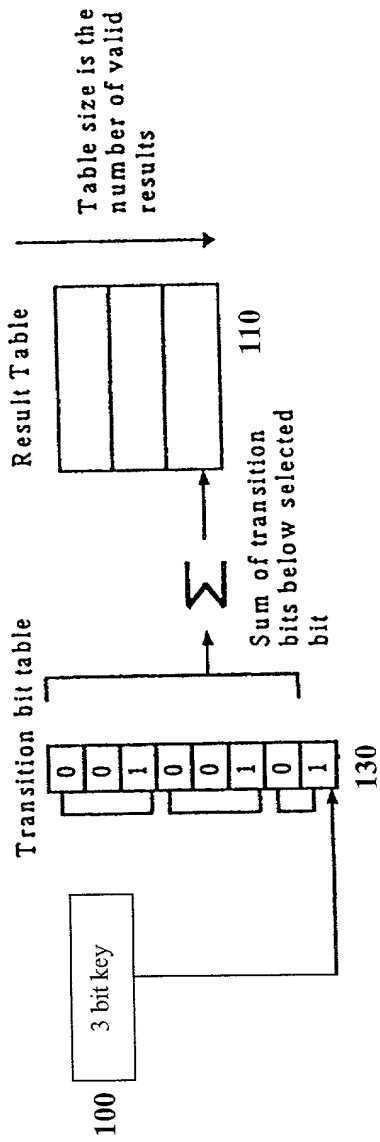 100
3 bit key
Transition bit table
0
0
1
0
0
1
0
1
130
Σ
Sum of transition
bits below selected
bit
Result Table
110
Table size is the
number of valid
results